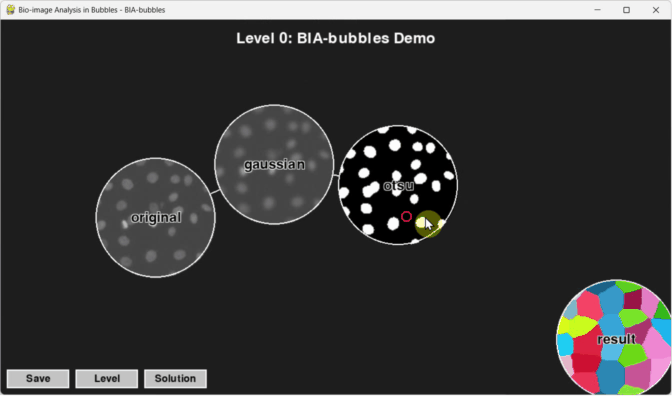 Bio-image Analysis in Bubbles - BIA-bubbles
Level 0: BIA-bubbles Demo
gaussian
otsu
original
result
Save
Level
Solution